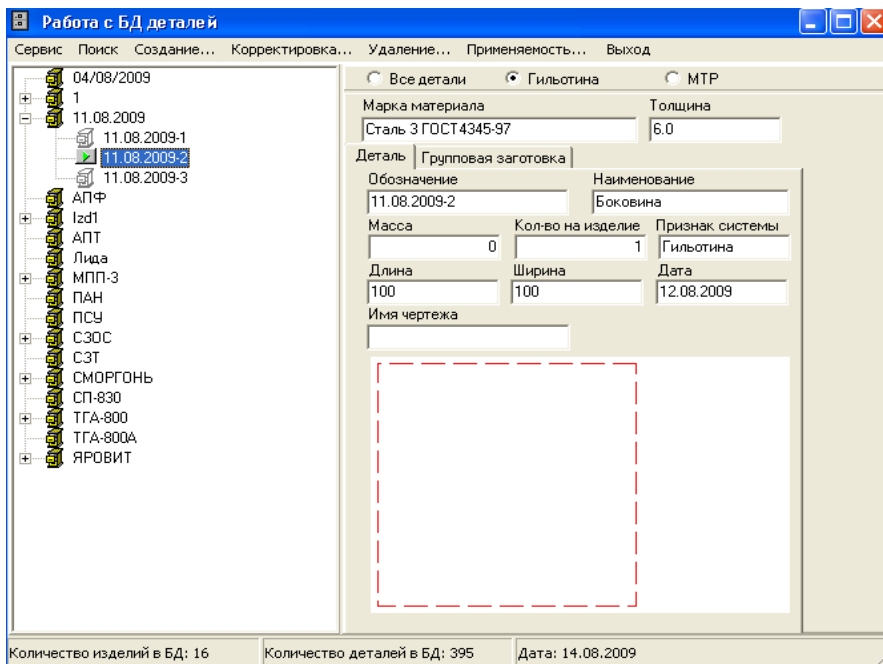 Работа с БД деталей
Сервис Поиск Создание... Корректировка... Удаление... Применяемость... Выход
04/08/2009
1
11.08.2009
11.08.2009-1
11.08.2009-2
11.08.2009-3
АПФ
Izd1
АПТ
Лида
МПП-3
ПАН
ПСУ
СЗОС
СЗТ
СМОРГОНЬ
СП-830
ТГА-800
ТГА-800А
ЯРОВИТ
Все детали Гильотина МТР
Марка материала Толщина
Сталь 3 ГОСТ4345-97 6.0
Деталь Групповая заготовка
Обозначение Наименование
11.08.2009-2 Боковина
Масса Кол-во на изделие Признак системы
0 1 Гильотина
Длина Ширина Дата
100 100 12.08.2009
Имя чертежа
Количество изделий в БД: 16 Количество деталей в БД: 395 Дата: 14.08.2009